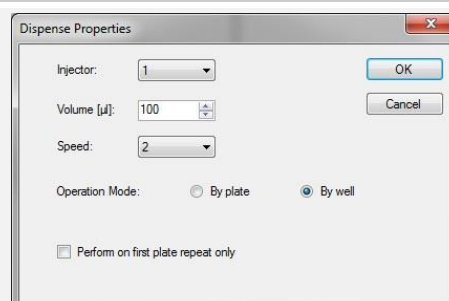 Dispense Properties
Injector: 1 OK
Volume [µl]: 100 Cancel
Speed: 2
Operation Mode: By plate By well
Perform on first plate repeat only